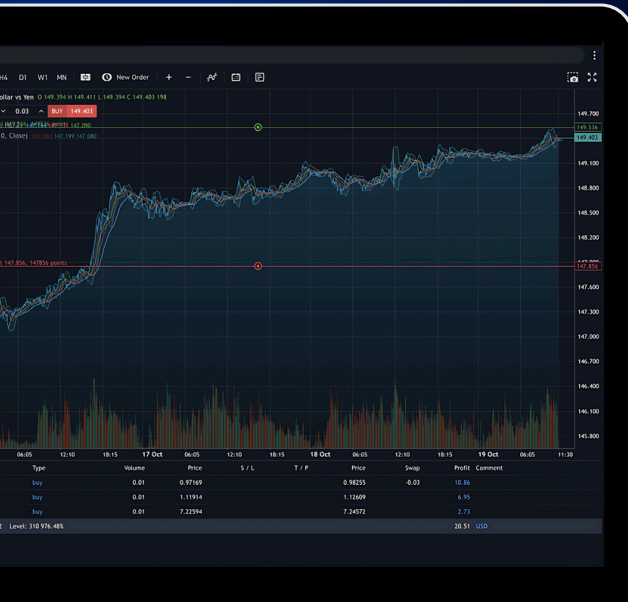 H4 D1 W1 MN New Order + −
ollar vs Yen O 149.394 H 149.411 L 149.394 C 149.403 198
0.03 BUY 149.403
0, Close) 147.199 147.080
t 147.856, 147856 points
149.700
149.536
149.403
149.100
148.800
148.500
148.200
147.856
147.600
147.300
147.000
146.700
146.400
146.100
145.800
06:05 12:10 18:15 17 Oct 06:05 12:10 18:15 18 Oct 06:05 12:10 18:15 19 Oct 06:05 11:30
Type Volume Price S / L T / P Price Swap Profit Comment
buy 0.01 0.97169 0.98255 -0.03 10.86
buy 0.01 1.11914 1.12609 6.95
buy 0.01 7.22594 7.24572 2.73
Level: 310 976.48% 20.51 USD